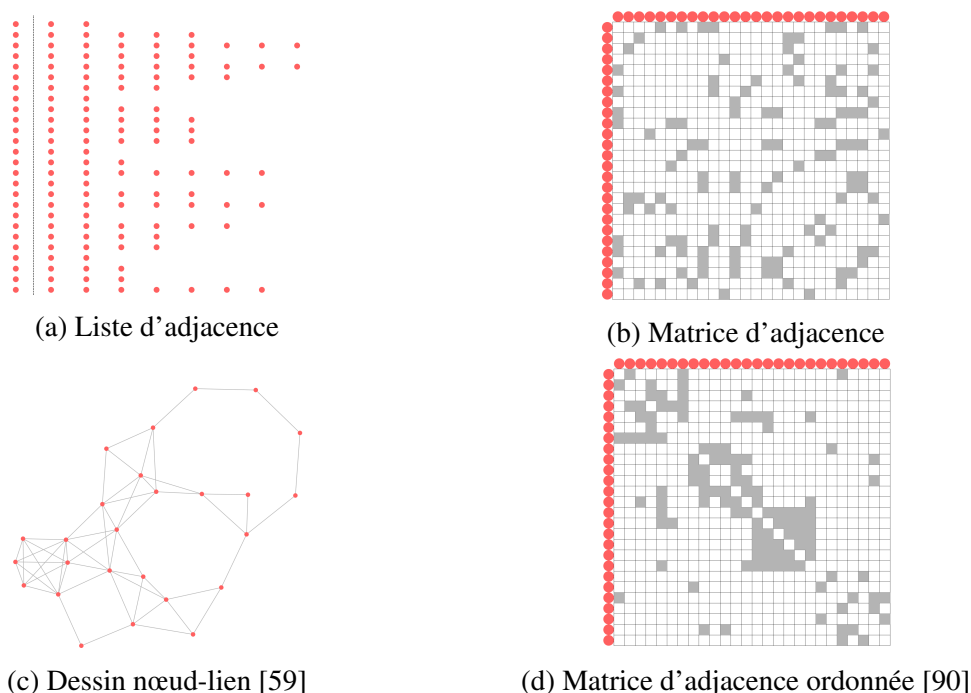 (a) Liste d'adjacence
(b) Matrice d'adjacence
(c) Dessin nœud-lien [59]
(d) Matrice d'adjacence ordonnée [90]